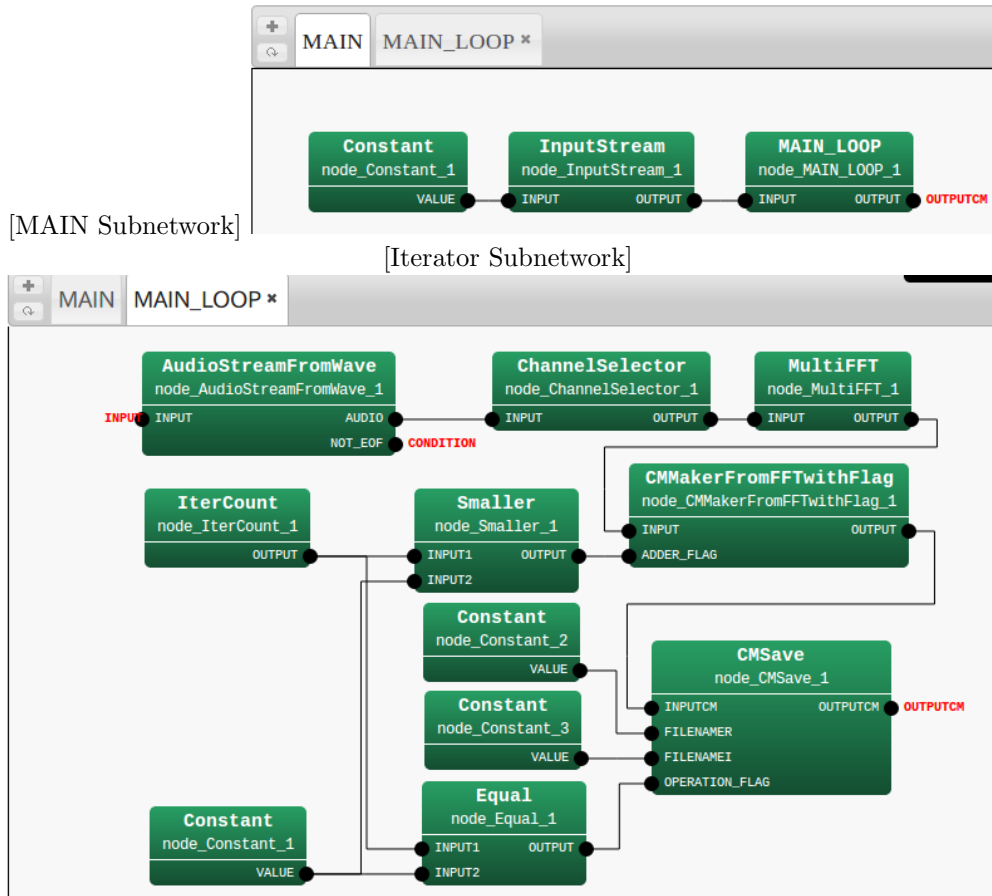 MAIN MAIN_LOOP ×
Constant InputStream MAIN_LOOP
node_Constant_1 node_InputStream_1 node_MAIN_LOOP_1
VALUE INPUT OUTPUT INPUT OUTPUT OUTPUTCM
[MAIN Subnetwork]
[Iterator Subnetwork]
MAIN MAIN_LOOP ×
AudioStreamFromWave ChannelSelector MultiFFT
node_AudioStreamFromWave_1 node_ChannelSelector_1 node_MultiFFT_1
INPUT INPUT AUDIO INPUT OUTPUT INPUT OUTPUT
NOT_EOF CONDITION
CMMakerFromFFTwithFlag
node_CMMakerFromFFTwithFlag_1
INPUT OUTPUT
ADDER_FLAG
IterCount Smaller
node_IterCount_1 node_Smaller_1
OUTPUT INPUT1 OUTPUT
INPUT2
Constant
node_Constant_2
VALUE
CMSave
node_CMSave_1
INPUTCM OUTPUTCM OUTPUTCM
FILENAMER
FILENAMEI
OPERATION_FLAG
Constant
node_Constant_3
VALUE
Equal
node_Equal_1
INPUT1 OUTPUT
INPUT2
Constant
node_Constant_1
VALUE